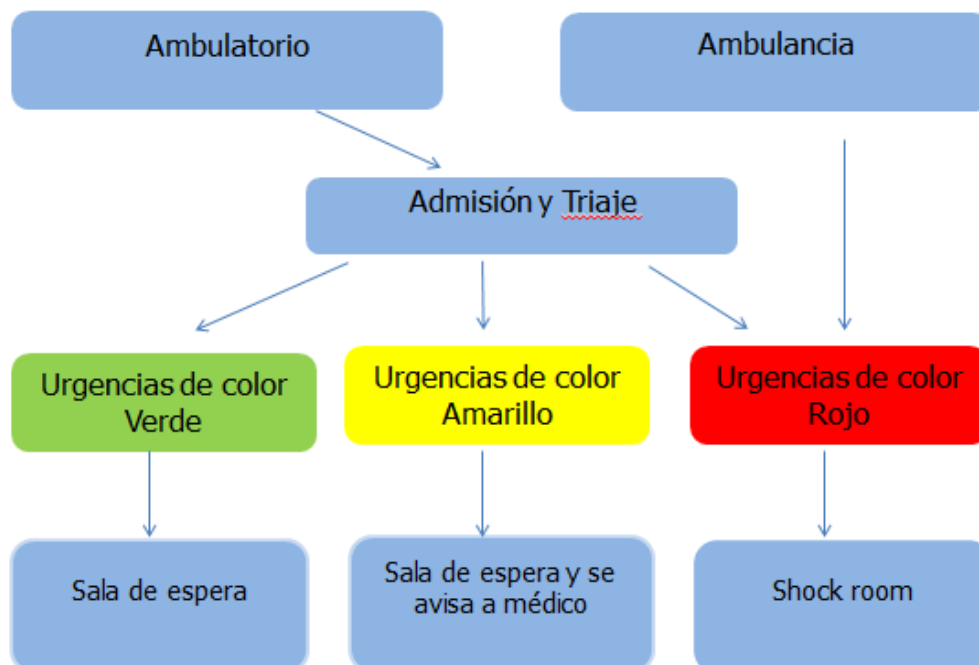 Ambulatorio
Ambulancia
Admisión y Triaje
Urgencias de color
Verde
Urgencias de color
Amarillo
Urgencias de color
Rojo
Sala de espera
Sala de espera y se
avisa a médico
Shock room